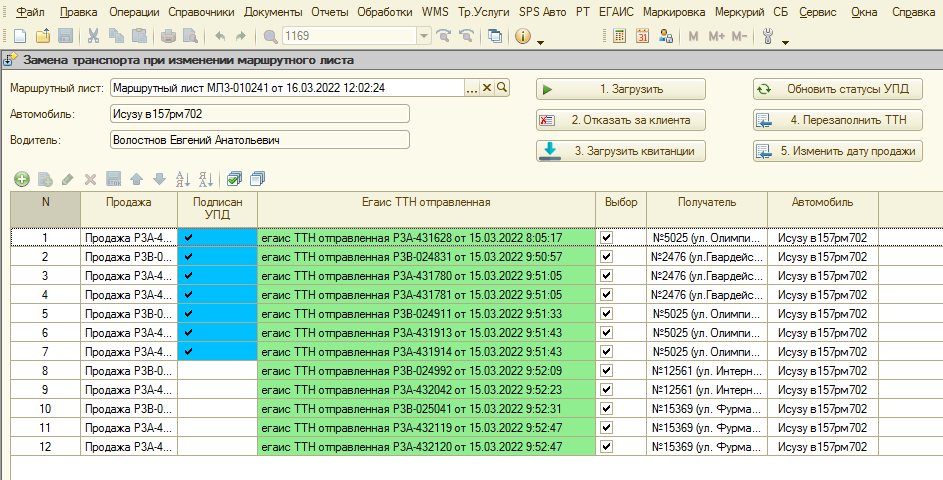 Файл Правка Операции Справочники Документы Отчеты Обработки WMS Тр.Услуги SPS Авто РТ ЕГАИС Маркировка Меркурий СБ Сервис Окна Справка
1169 M M+ M-
Замена транспорта при изменении маршрутного листа
Маршрутный лист: Маршрутный лист МЛЗ-010241 от 16.03.2022 12:02:24 ... 1. Загрузить Обновить статусы УПД
Автомобиль: Исузу в157рм702 2. Отказать за клиента 4. Перезаполнить ТТН
Водитель: Волостнов Евгений Анатольевич 3. Загрузить квитанции 5. Изменить дату продажи
N Продажа Подписан УПД Егаис ТТН отправленная Выбор Получатель Автомобиль
1 Продажа РЗА-4... егаис ТТН отправленная РЗА-431628 от 15.03.2022 8:05:17 №5025 (ул. Олимпи... Исузу в157рм702
2 Продажа РЗВ-0... егаис ТТН отправленная РЗВ-024831 от 15.03.2022 9:50:57 №2476 (ул.Гвардейс... Исузу в157рм702
3 Продажа РЗА-4... егаис ТТН отправленная РЗА-431780 от 15.03.2022 9:51:05 №2476 (ул.Гвардейс... Исузу в157рм702
4 Продажа РЗА-4... егаис ТТН отправленная РЗА-431781 от 15.03.2022 9:51:05 №2476 (ул.Гвардейс... Исузу в157рм702
5 Продажа РЗВ-0... егаис ТТН отправленная РЗВ-024911 от 15.03.2022 9:51:33 №5025 (ул. Олимпи... Исузу в157рм702
6 Продажа РЗА-4... егаис ТТН отправленная РЗА-431913 от 15.03.2022 9:51:43 №5025 (ул. Олимпи... Исузу в157рм702
7 Продажа РЗА-4... егаис ТТН отправленная РЗА-431914 от 15.03.2022 9:51:43 №5025 (ул. Олимпи... Исузу в157рм702
8 Продажа РЗВ-0... егаис ТТН отправленная РЗВ-024992 от 15.03.2022 9:52:09 №12561 (ул. Интерн... Исузу в157рм702
9 Продажа РЗА-4... егаис ТТН отправленная РЗА-432042 от 15.03.2022 9:52:23 №12561 (ул. Интерн... Исузу в157рм702
10 Продажа РЗВ-0... егаис ТТН отправленная РЗВ-025041 от 15.03.2022 9:52:31 №15369 (ул. Фурма... Исузу в157рм702
11 Продажа РЗА-4... егаис ТТН отправленная РЗА-432119 от 15.03.2022 9:52:47 №15369 (ул. Фурма... Исузу в157рм702
12 Продажа РЗА-4... егаис ТТН отправленная РЗА-432120 от 15.03.2022 9:52:47 №15369 (ул. Фурма... Исузу в157рм702